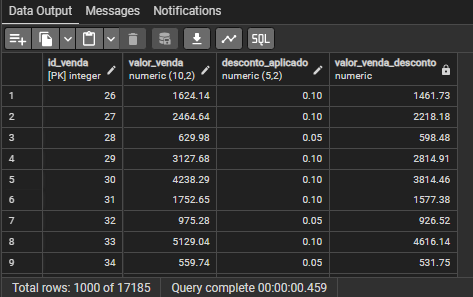 Data Output Messages Notifications
SQL
id_venda valor_venda desconto_aplicado valor_venda_desconto
[PK] integer numeric (10,2) numeric (5,2) numeric
1 26 1624.14 0.10 1461.73
2 27 2464.64 0.10 2218.18
3 28 629.98 0.05 598.48
4 29 3127.68 0.10 2814.91
5 30 4238.29 0.10 3814.46
6 31 1752.65 0.10 1577.38
7 32 975.28 0.05 926.52
8 33 5129.04 0.10 4616.14
9 34 559.74 0.05 531.75
Total rows: 1000 of 17185 Query complete 00:00:00.459